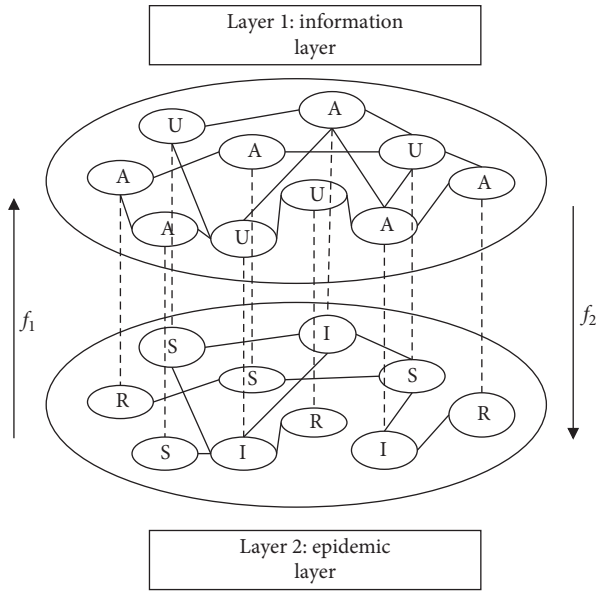 Layer 1: information
layer
A
U
A
U
A
A
U
A
A
U
A
f1
f2
I
S
S
S
R
R
R
S
I
I
Layer 2: epidemic
layer